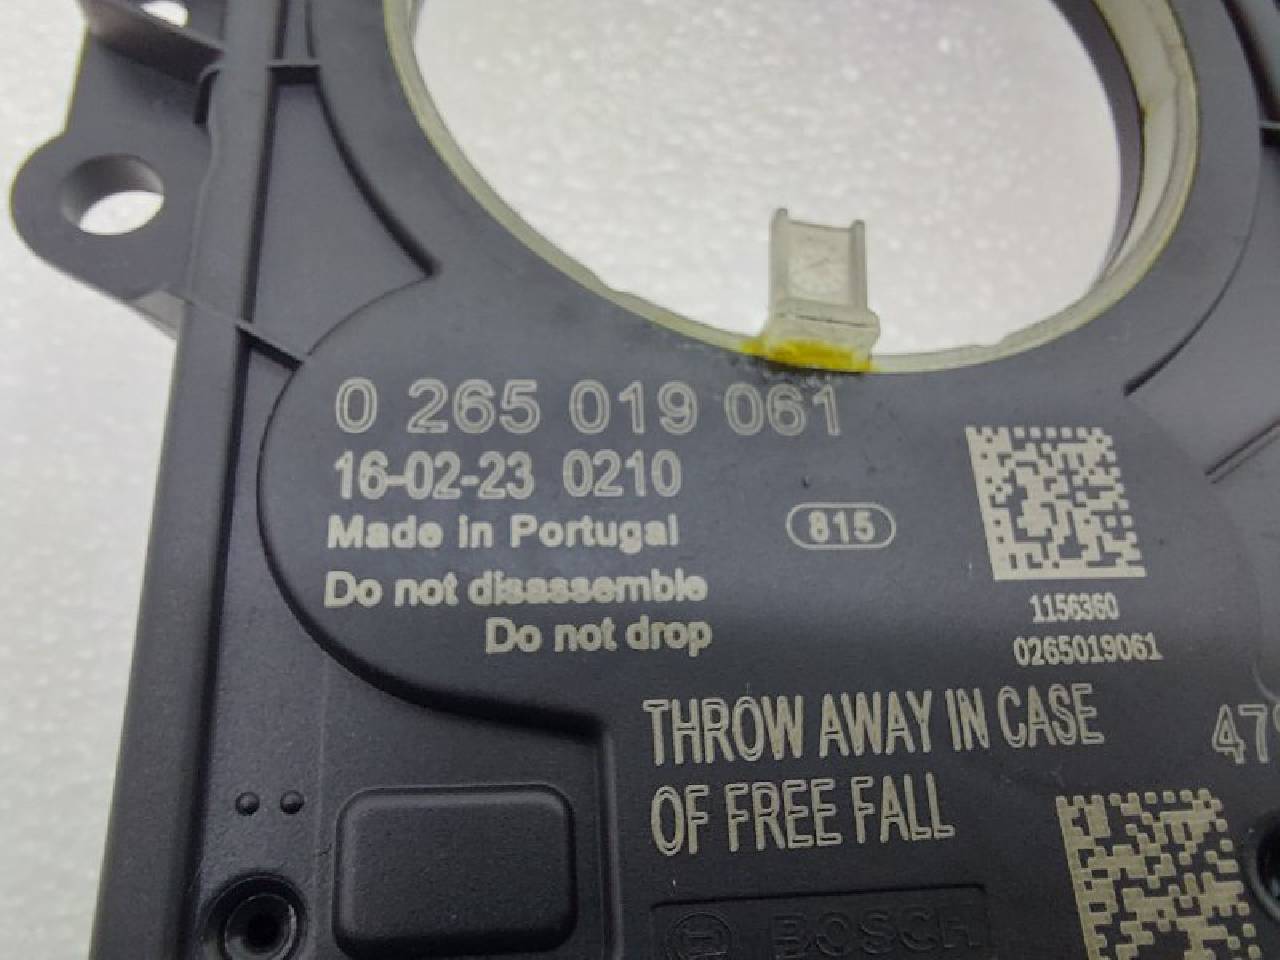 0 265 019 061
16-02-23 0210
Made in Portugal
815
Do not disassemble
Do not drop
1156360
0265019061
THROW AWAY IN CASE
OF FREE FALL
BOSCH